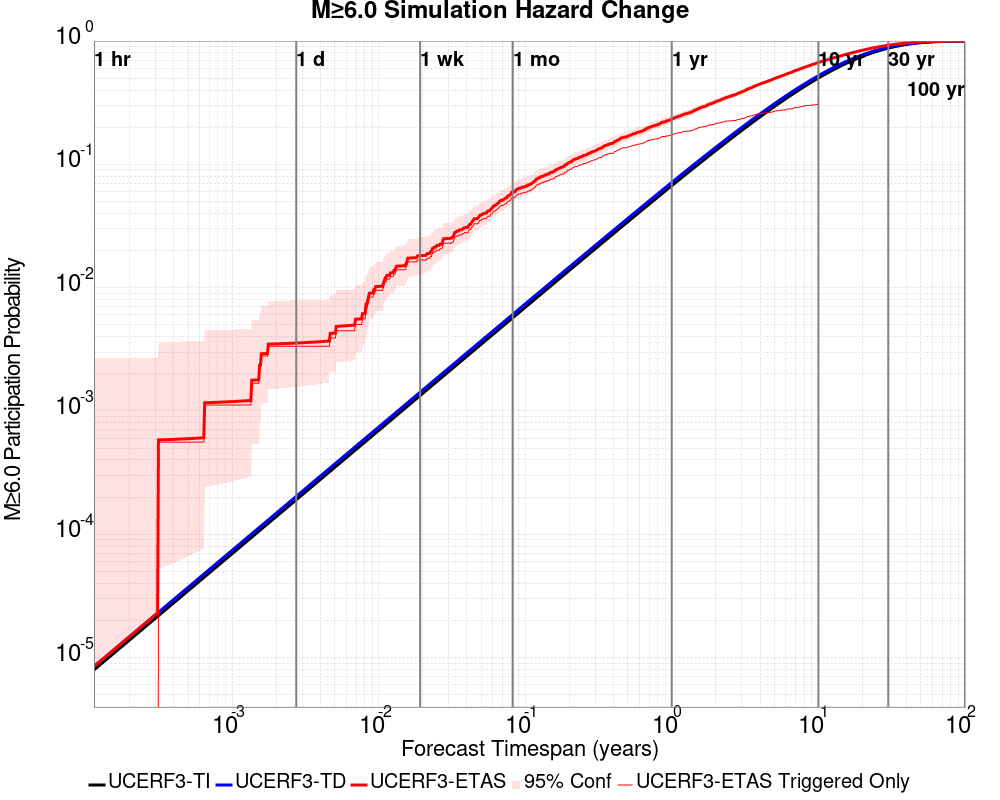 M≥6.0 Simulation Hazard Change
1 hr
1 d
1 wk
1 mo
1 yr
10 yr
30 yr
100 yr
10^0
10^-1
10^-2
10^-3
10^-4
10^-5
M≥6.0 Participation Probability
10^-3 10^-2 10^-1 10^0 10^1 10^2
Forecast Timespan (years)
UCERF3-TI UCERF3-TD UCERF3-ETAS 95% Conf UCERF3-ETAS Triggered Only